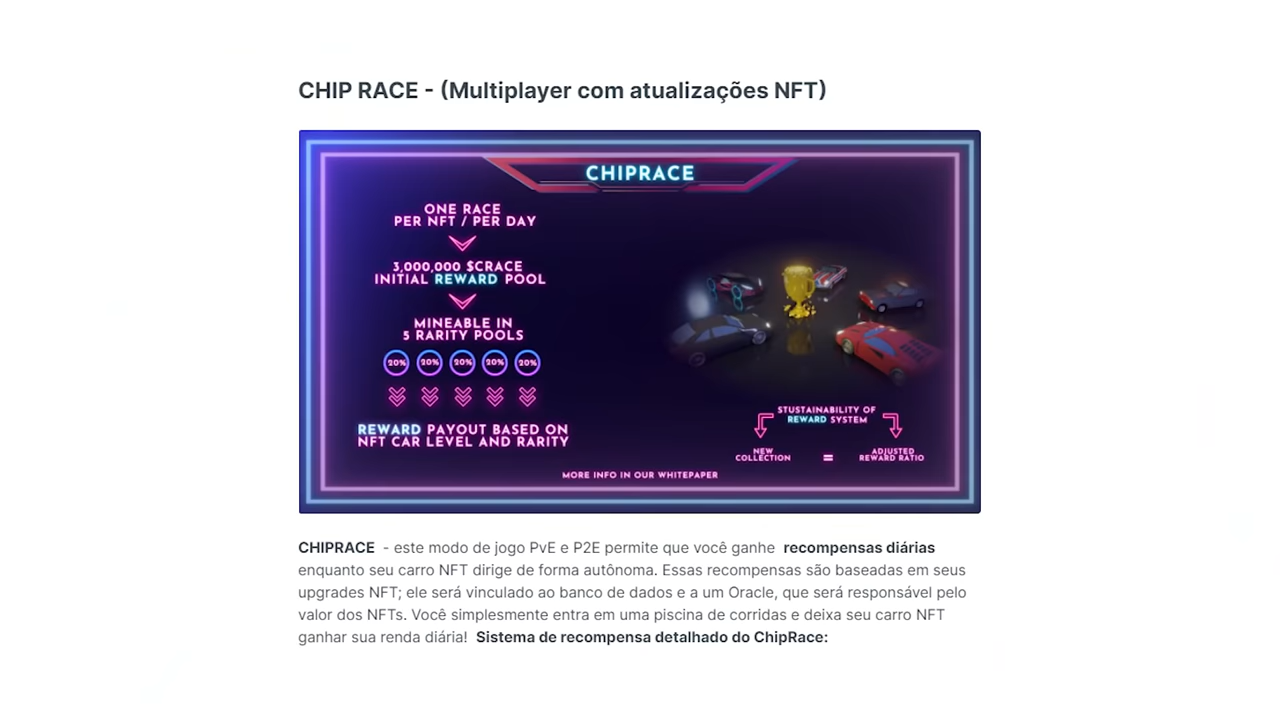 CHIP RACE - (Multiplayer com atualizações NFT)
CHIPRACE
ONE RACE
PER NFT / PER DAY
3,000,000 $CRACE
INITIAL REWARD POOL
MINEABLE IN
5 RARITY POOLS
20% 20% 20% 20% 20%
REWARD PAYOUT BASED ON
NFT CAR LEVEL AND RARITY
STUSTAINABILITY OF
REWARD SYSTEM
NEW
COLLECTION
=
ADJUSTED
REWARD RATIO
MORE INFO IN OUR WHITEPAPER
CHIPRACE - este modo de jogo PvE e P2E permite que você ganhe recompensas diárias
enquanto seu carro NFT dirige de forma autônoma. Essas recompensas são baseadas em seus
upgrades NFT; ele será vinculado ao banco de dados e a um Oracle, que será responsável pelo
valor dos NFTs. Você simplesmente entra em uma piscina de corridas e deixa seu carro NFT
ganhar sua renda diária! Sistema de recompensa detalhado do ChipRace: